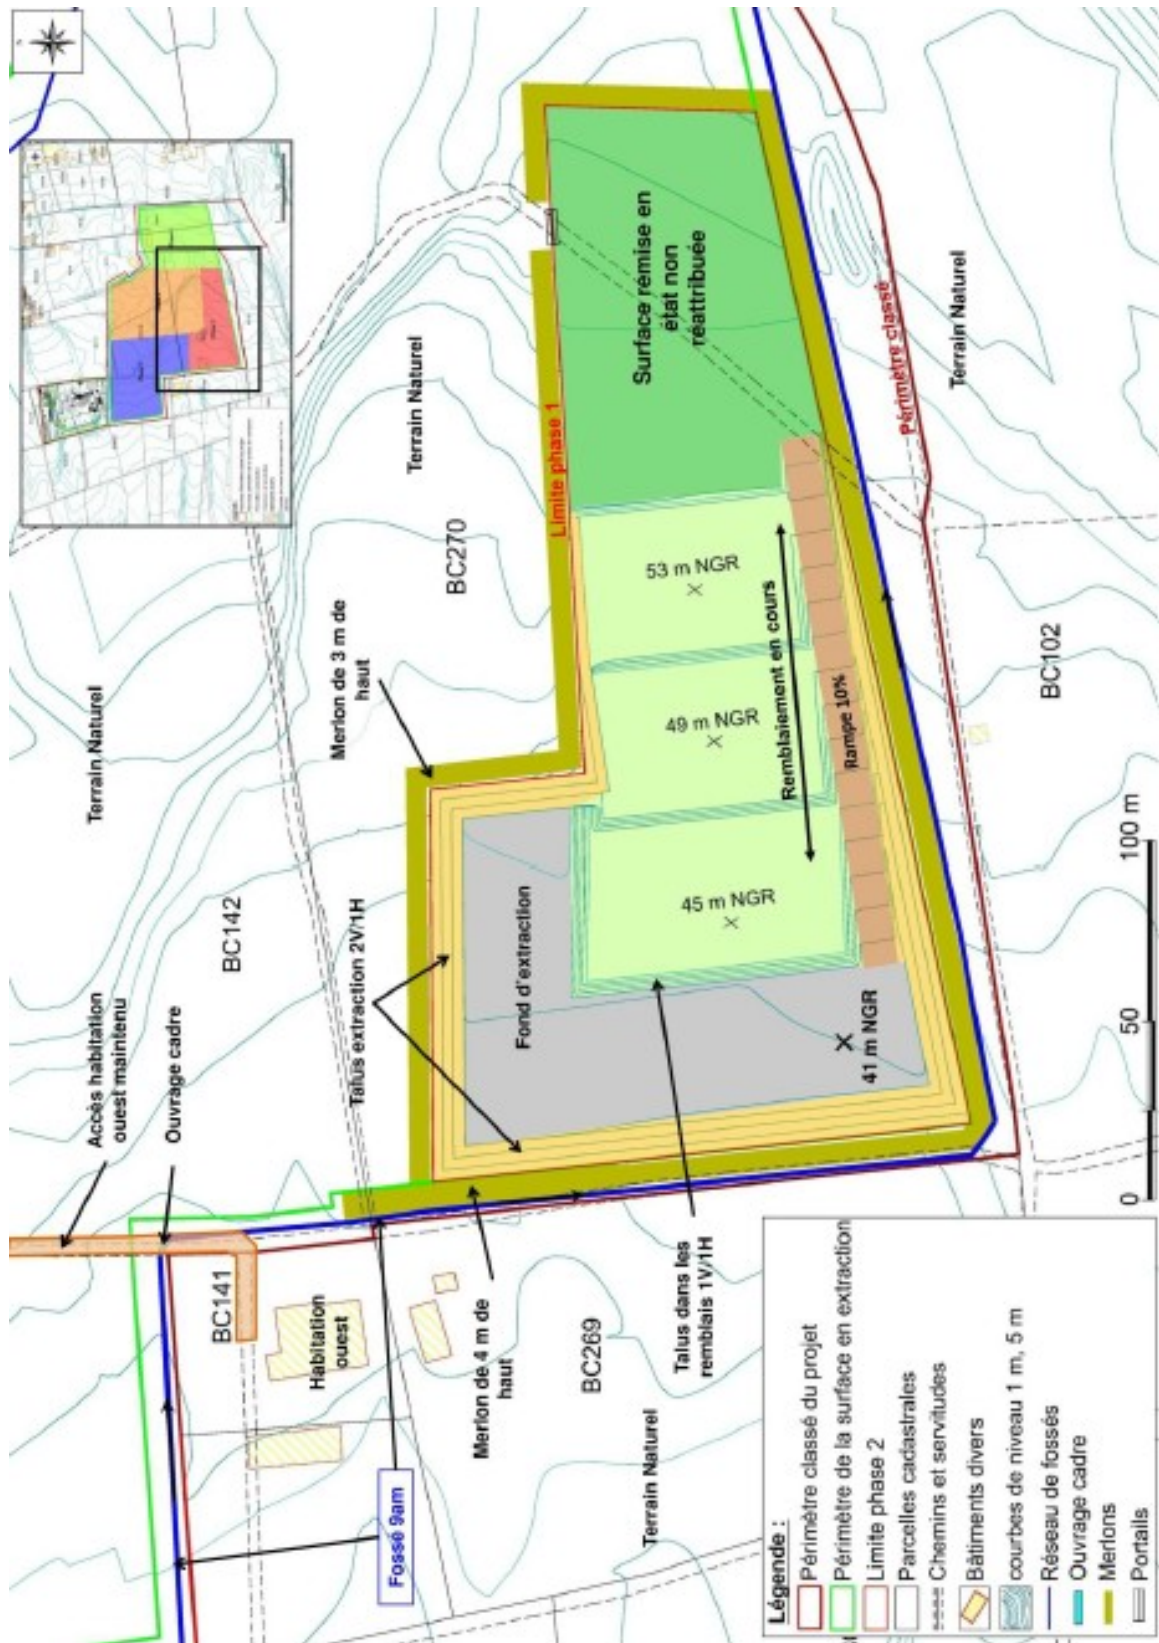 Accès habitation
ouest maintenu
Ouvrage cadre
Terrain Naturel
BC142
Merlon de 3 m de
haut
Talus extraction 2V/1H
Terrain Naturel
BC270
Limite phase 1
Surface rémise en
état non
réattribuée
53 m NGR
49 m NGR
45 m NGR
Fond d'extraction
41 m NGR
Remblaiement en cours
Rampe 10%
Périmètre classé
Terrain Naturel
BC102
BC141
Habitation
ouest
Merlon de 4 m de
haut
BC269
Talus dans les
remblais 1V/1H
Terrain Naturel
Fossé 9am
0
50
100 m
Légende :
Périmètre classé du projet
Périmètre de la surface en extraction
Limite phase 2
Parcelles cadastrales
Chemins et servitudes
Bâtiments divers
courbes de niveau 1 m, 5 m
Réseau de fossés
Ouvrage cadre
Merlons
Portails